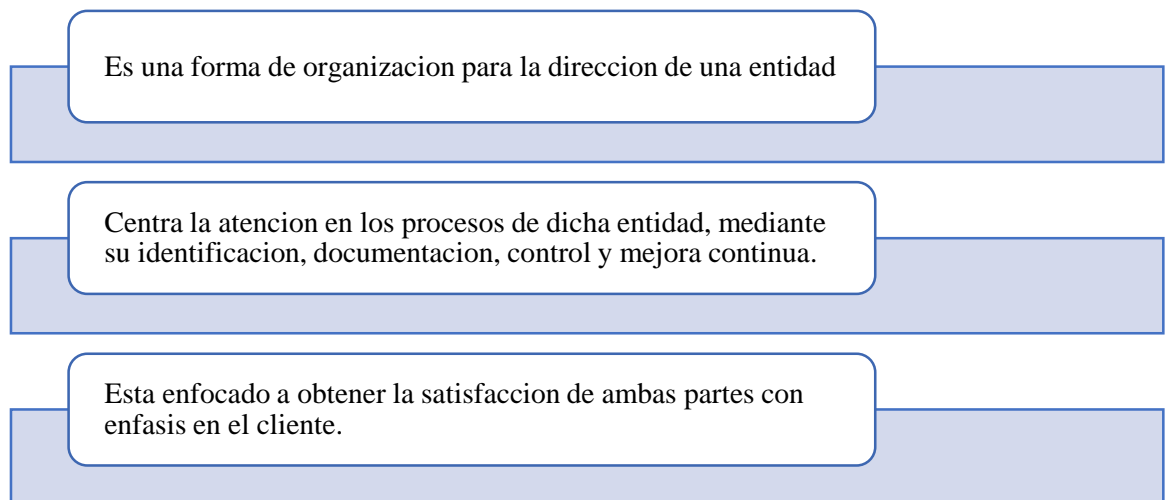 Es una forma de organizacion para la direccion de una entidad
Centra la atencion en los procesos de dicha entidad, mediante
su identificacion, documentacion, control y mejora continua.
Esta enfocado a obtener la satisfaccion de ambas partes con
enfasis en el cliente.